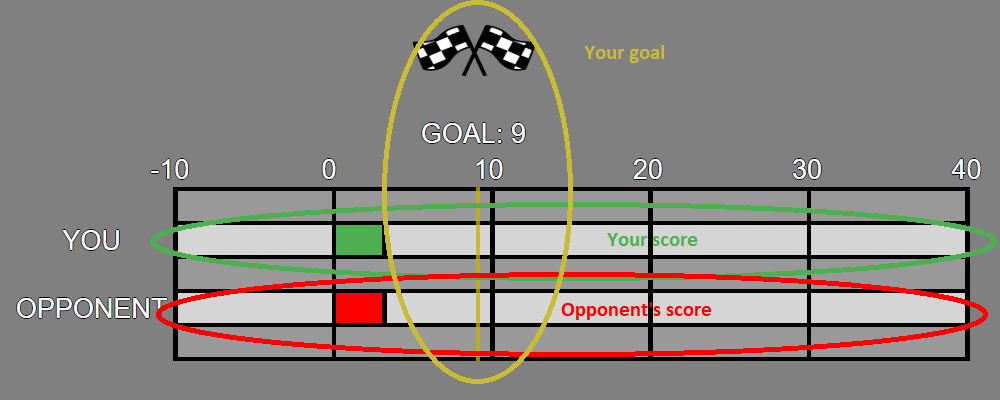 Your goal
GOAL: 9
-10 0 10 20 30 40
YOU Your score
OPPONENT Opponent's score